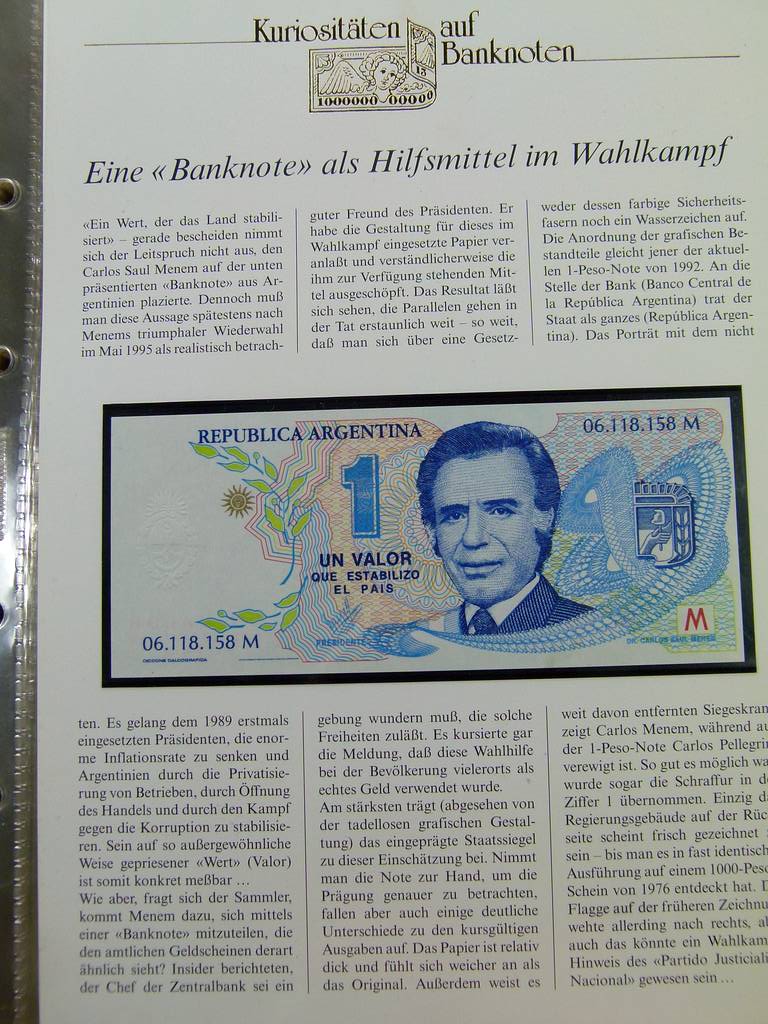 Kuriositäten auf
Banknoten
15
1000000 00000
Eine «Banknote» als Hilfsmittel im Wahlkampf
«Ein Wert, der das Land stabili-
siert» – gerade bescheiden nimmt
sich der Leitspruch nicht aus, den
Carlos Saul Menem auf der unten
präsentierten «Banknote» aus Ar-
gentinien plazierte. Dennoch muß
man diese Aussage spätestens nach
Menems triumphaler Wiederwahl
im Mai 1995 als realistisch betrach-
guter Freund des Präsidenten. Er
habe die Gestaltung für dieses im
Wahlkampf eingesetzte Papier ver-
anlaßt und verständlicherweise die
ihm zur Verfügung stehenden Mit-
tel ausgeschöpft. Das Resultat läßt
sich sehen, die Parallelen gehen in
der Tat erstaunlich weit – so weit,
daß man sich über eine Gesetz-
weder dessen farbige Sicherheits-
fasern noch ein Wasserzeichen auf.
Die Anordnung der grafischen Be-
standteile gleicht jener der aktuel-
len 1-Peso-Note von 1992. An die
Stelle der Bank (Banco Central de
la República Argentina) trat der
Staat als ganzes (República Argen-
tina). Das Porträt mit dem nicht
REPUBLICA ARGENTINA
06.118.158 M
1
UN VALOR
QUE ESTABILIZO
EL PAIS
PRESIDENTE
M
DR. CARLOS SAUL MENEM
06.118.158 M
CICCONE CALCOGRAFICA
ten. Es gelang dem 1989 erstmals
eingesetzten Präsidenten, die enor-
me Inflationsrate zu senken und
Argentinien durch die Privatisie-
rung von Betrieben, durch Öffnung
des Handels und durch den Kampf
gegen die Korruption zu stabilisie-
ren. Sein auf so außergewöhnliche
Weise gepriesener «Wert» (Valor)
ist somit konkret meßbar ...
Wie aber, fragt sich der Sammler,
kommt Menem dazu, sich mittels
einer «Banknote» mitzuteilen, die
den amtlichen Geldscheinen derart
ähnlich sieht? Insider berichteten,
der Chef der Zentralbank sei ein
gebung wundern muß, die solche
Freiheiten zuläßt. Es kursierte gar
die Meldung, daß diese Wahlhilfe
bei der Bevölkerung vielerorts als
echtes Geld verwendet wurde.
Am stärksten trägt (abgesehen von
der tadellosen grafischen Gestal-
tung) das eingeprägte Staatssiegel
zu dieser Einschätzung bei. Nimmt
man die Note zur Hand, um die
Prägung genauer zu betrachten,
fallen aber auch einige deutliche
Unterschiede zu den kursgültigen
Ausgaben auf. Das Papier ist relativ
dick und fühlt sich weicher an als
das Original. Außerdem weist es
weit davon entfernten Siegeskran
zeigt Carlos Menem, während au
der 1-Peso-Note Carlos Pellegri
verewigt ist. So gut es möglich wa
wurde sogar die Schraffur in de
Ziffer 1 übernommen. Einzig da
Regierungsgebäude auf der Rüc
seite scheint frisch gezeichnet
sein – bis man es in fast identisch
Ausführung auf einem 1000-Peso
Schein von 1976 entdeckt hat. D
Flagge auf der früheren Zeichnu
wehte allerding nach rechts, ab
auch das könnte ein Wahlkam
Hinweis des «Partido Justiciali
Nacional» gewesen sein ...